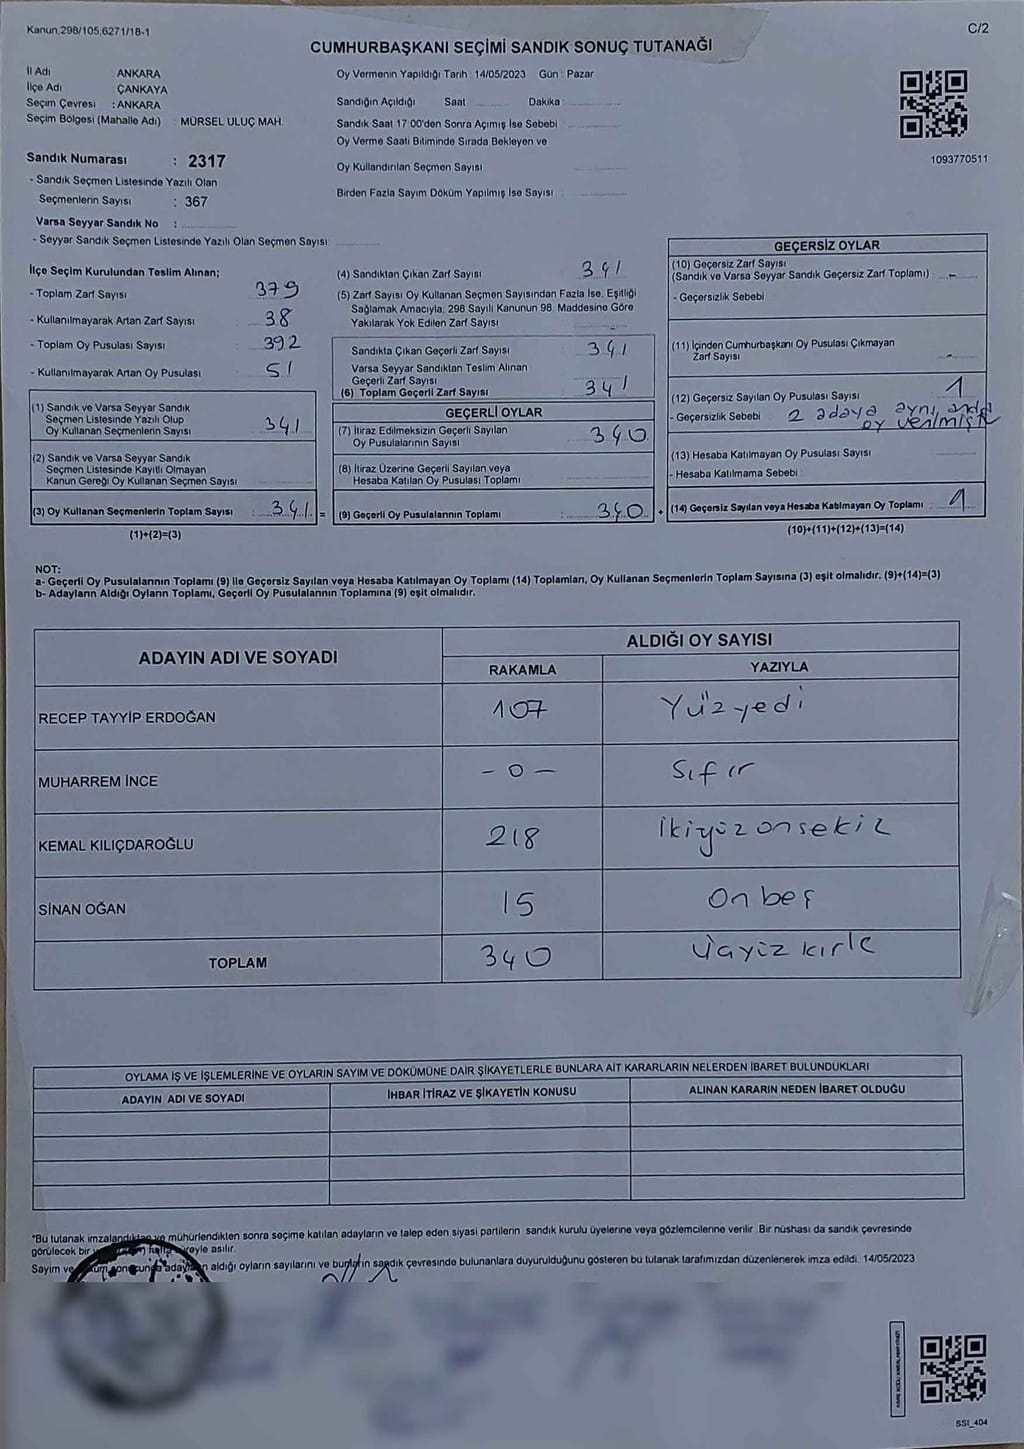 Kanun,298/105,6271/18-1
C/2
CUMHURBAŞKANI SEÇİMİ SANDIK SONUÇ TUTANAĞI
İl Adı : ANKARA
İlçe Adı : ÇANKAYA
Seçim Çevresi : ANKARA
Seçim Bölgesi (Mahalle Adı) : MÜRSEL ULUÇ MAH.
Sandık Numarası : 2317
- Sandık Seçmen Listesinde Yazılı Olan
Seçmenlerin Sayısı : 367
Varsa Seyyar Sandık No :
- Seyyar Sandık Seçmen Listesinde Yazılı Olan Seçmen Sayısı
Oy Vermenin Yapıldığı Tarih : 14/05/2023 Gün : Pazar
Sandığın Açıldığı Saat Dakika
Sandık Saat 17:00'den Sonra Açımış İse Sebebi
Oy Verme Saati Bitiminde Sırada Bekleyen ve
Oy Kullandırılan Seçmen Sayısı
Birden Fazla Sayım Döküm Yapılmış İse Sayısı
1093770511
İlçe Seçim Kurulundan Teslim Alınan;
- Toplam Zarf Sayısı 379
- Kullanılmayarak Artan Zarf Sayısı 38
- Toplam Oy Pusulası Sayısı 392
- Kullanılmayarak Artan Oy Pusulası 51
(1) Sandık ve Varsa Seyyar Sandık
Seçmen Listesinde Yazılı Olup
Oy Kullanan Seçmenlerin Sayısı 341
(2) Sandık ve Varsa Seyyar Sandık
Seçmen Listesinde Kayıtlı Olmayan
Kanun Gereği Oy Kullanan Seçmen Sayısı
(3) Oy Kullanan Seçmenlerin Toplam Sayısı : 341 =
(1)+(2)=(3)
(4) Sandıktan Çıkan Zarf Sayısı 341
(5) Zarf Sayısı Oy Kullanan Seçmen Sayısından Fazla İse, Eşitliği
Sağlamak Amacıyla, 298 Sayılı Kanunun 98. Maddesine Göre
Yakılarak Yok Edilen Zarf Sayısı
Sandıkta Çıkan Geçerli Zarf Sayısı 341
Varsa Seyyar Sandıktan Teslim Alınan
Geçerli Zarf Sayısı
(6) Toplam Geçerli Zarf Sayısı 341
GEÇERLİ OYLAR
(7) İtiraz Edilmeksizin Geçerli Sayılan
Oy Pusulalarının Sayısı 340
(8) İtiraz Üzerine Geçerli Sayılan veya
Hesaba Katılan Oy Pusulası Toplamı
(9) Geçerli Oy Pusulalarının Toplamı : 340 +
GEÇERSİZ OYLAR
(10) Geçersiz Zarf Sayısı
(Sandık ve Varsa Seyyar Sandık Geçersiz Zarf Toplamı) : -
- Geçersizlik Sebebi
(11) İçinden Cumhurbaşkanı Oy Pusulası Çıkmayan
Zarf Sayısı -
(12) Geçersiz Sayılan Oy Pusulası Sayısı 1
- Geçersizlik Sebebi 2 adaya aynı anda
oy verilmiştir
(13) Hesaba Katılmayan Oy Pusulası Sayısı
- Hesaba Katılmama Sebebi
(14) Geçersiz Sayılan veya Hesaba Katılmayan Oy Toplamı : 1
(10)+(11)+(12)+(13)=(14)
NOT:
a- Geçerli Oy Pusulalarının Toplamı (9) ile Geçersiz Sayılan veya Hesaba Katılmayan Oy Toplamı (14) Toplamları, Oy Kullanan Seçmenlerin Toplam Sayısına (3) eşit olmalıdır. (9)+(14)=(3)
b- Adayların Aldığı Oyların Toplamı, Geçerli Oy Pusulalarının Toplamına (9) eşit olmalıdır.
ADAYIN ADI VE SOYADI
ALDIĞI OY SAYISI
RAKAMLA YAZIYLA
RECEP TAYYİP ERDOĞAN 107 Yüzyedi
MUHARREM İNCE - 0 - Sıfır
KEMAL KILIÇDAROĞLU 218 İkiyüzonsekiz
SİNAN OĞAN 15 On beş
TOPLAM 340
OYLAMA İŞ VE İŞLEMLERİNE VE OYLARIN SAYIM VE DÖKÜMÜNE DAİR ŞİKAYETLERLE BUNLARA AİT KARARLARIN NELERDEN İBARET BULUNDUKLARI
ADAYIN ADI VE SOYADI İHBAR İTİRAZ VE ŞİKAYETİN KONUSU ALINAN KARARIN NEDEN İBARET OLDUĞU
*Bu tutanak imzalandıktan ve mühürlendikten sonra seçime katılan adayların ve talep eden siyasi partilerin sandık kurulu üyelerine veya gözlemcilerine verilir. Bir nüshası da sandık çevresinde
görülecek bir hafta süreyle asılır.
Sayım ve sonucunda adayların aldığı oyların sayılarını ve bunların sandık çevresinde bulunanlara duyurulduğunu gösteren bu tutanak tarafımızdan düzenlenerek imza edildi. 14/05/2023
SSİ_404